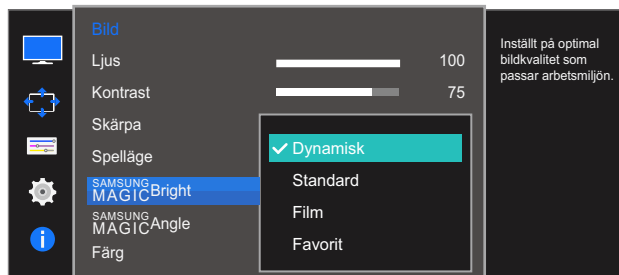 Bild
Ljus 100
Kontrast 75
Skärpa
Spelläge
SAMSUNG
MAGICBright
SAMSUNG
MAGICAngle
Färg
Dynamisk
Standard
Film
Favorit
Inställt på optimal
bildkvalitet som
passar arbetsmiljön.